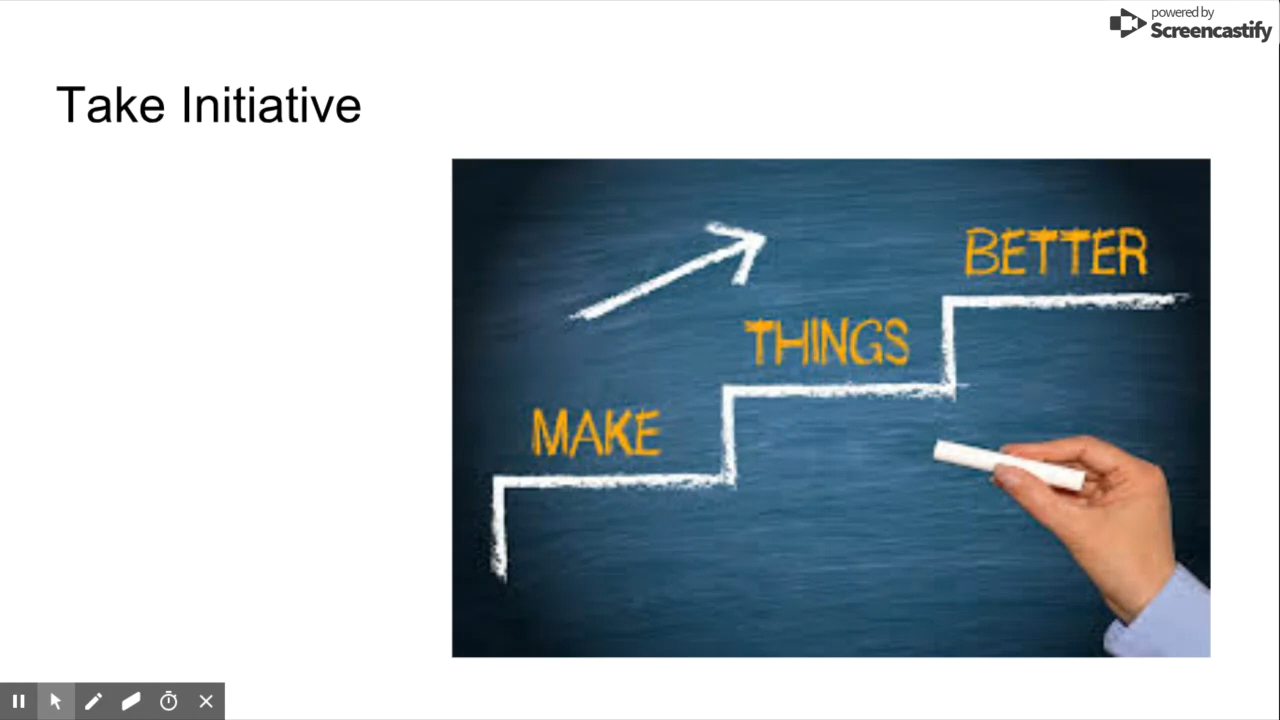 powered by
Screencastify
Take Initiative
BETTER
THINGS
MAKE